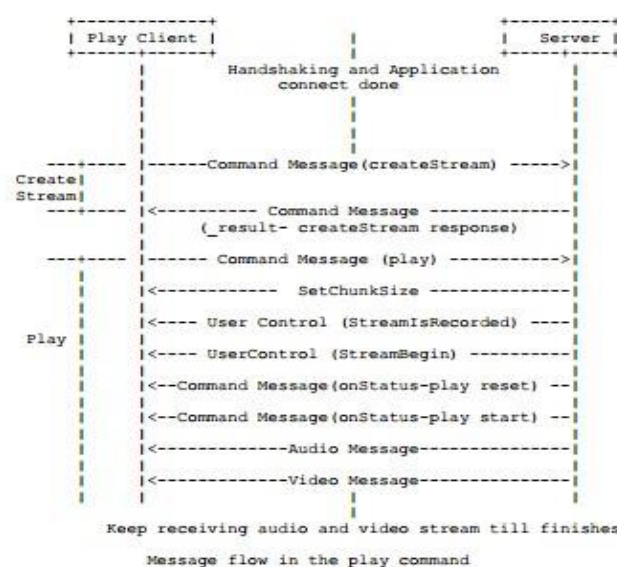 Play Client
Server
Handshaking and Application
connect done
Command Message(createStream)
Create
Stream
Command Message
(_result- createStream response)
Command Message (play)
SetChunkSize
User Control (StreamIsRecorded)
Play
UserControl (StreamBegin)
Command Message(onStatus-play reset)
Command Message(onStatus-play start)
Audio Message
Video Message
Keep receiving audio and video stream till finishes
Message flow in the play command